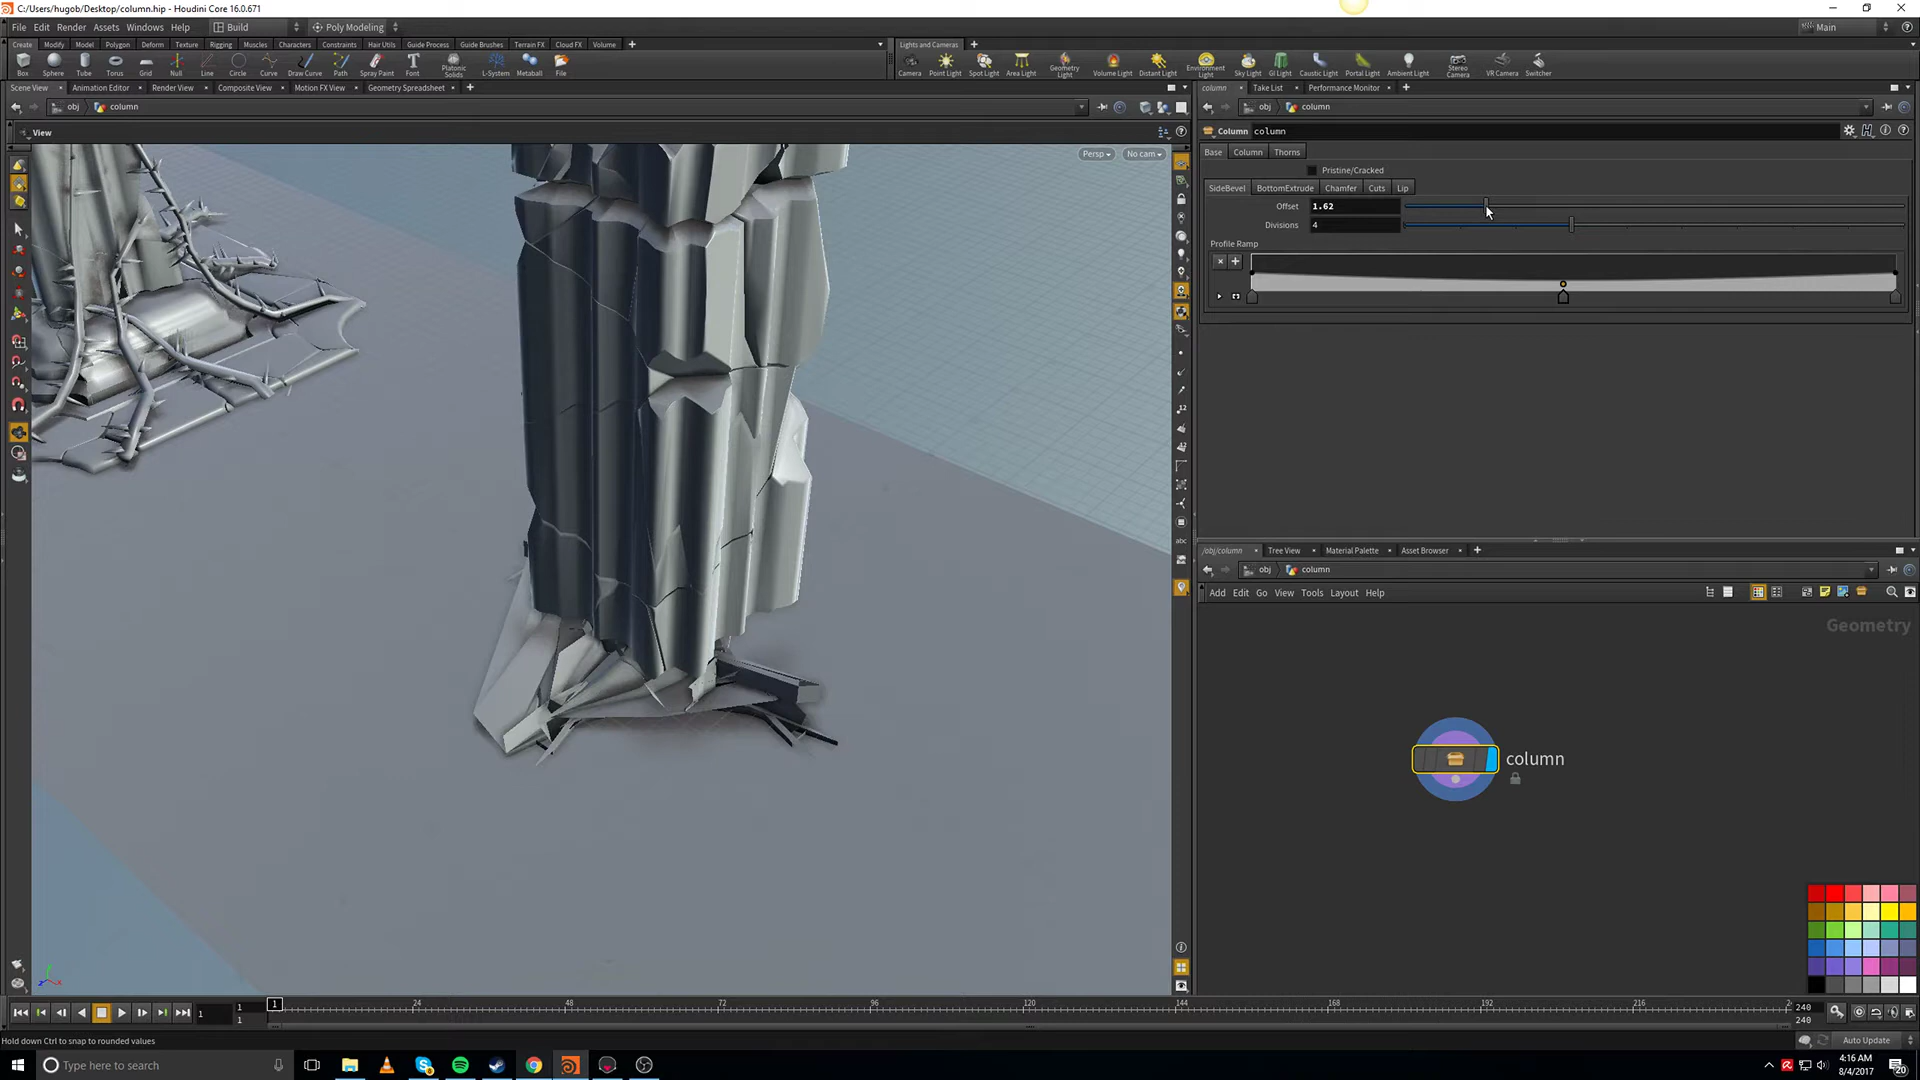 C:/Users/hugob/Desktop/column.hip - Houdini Core 16.0.671
File Edit Render Assets Windows Help Build Poly Modeling Main
Create Modify Model Polygon Deform Texture Rigging Muscles Characters Constraints Hair Utils Guide Process Guide Brushes Terrain FX Cloud FX Volume
Lights and Cameras
Box Sphere Tube Torus Grid Null Line Circle Curve Draw Curve Path Spray Paint Font Platonic Solids L-System Metaball File
Camera Point Light Spot Light Area Light Geometry Light Volume Light Distant Light Environment Light Sky Light GI Light Caustic Light Portal Light Ambient Light Stereo Camera VR Camera Switcher
Scene View Animation Editor Render View Composite View Motion FX View Geometry Spreadsheet
column Take List Performance Monitor
obj column
obj column
View
Persp No cam
Column column
Base Column Thorns
Pristine/Cracked
SideBevel BottomExtrude Chamfer Cuts Lip
Offset 1.62
Divisions 4
Profile Ramp
/obj/column Tree View Material Palette Asset Browser
obj column
Add Edit Go View Tools Layout Help
Geometry
column
1 1 1 1 24 48 72 96 120 144 168 192 216 240 240
Hold down Ctrl to snap to rounded values
Auto Update
Type here to search
4:16 AM
8/4/2017
20